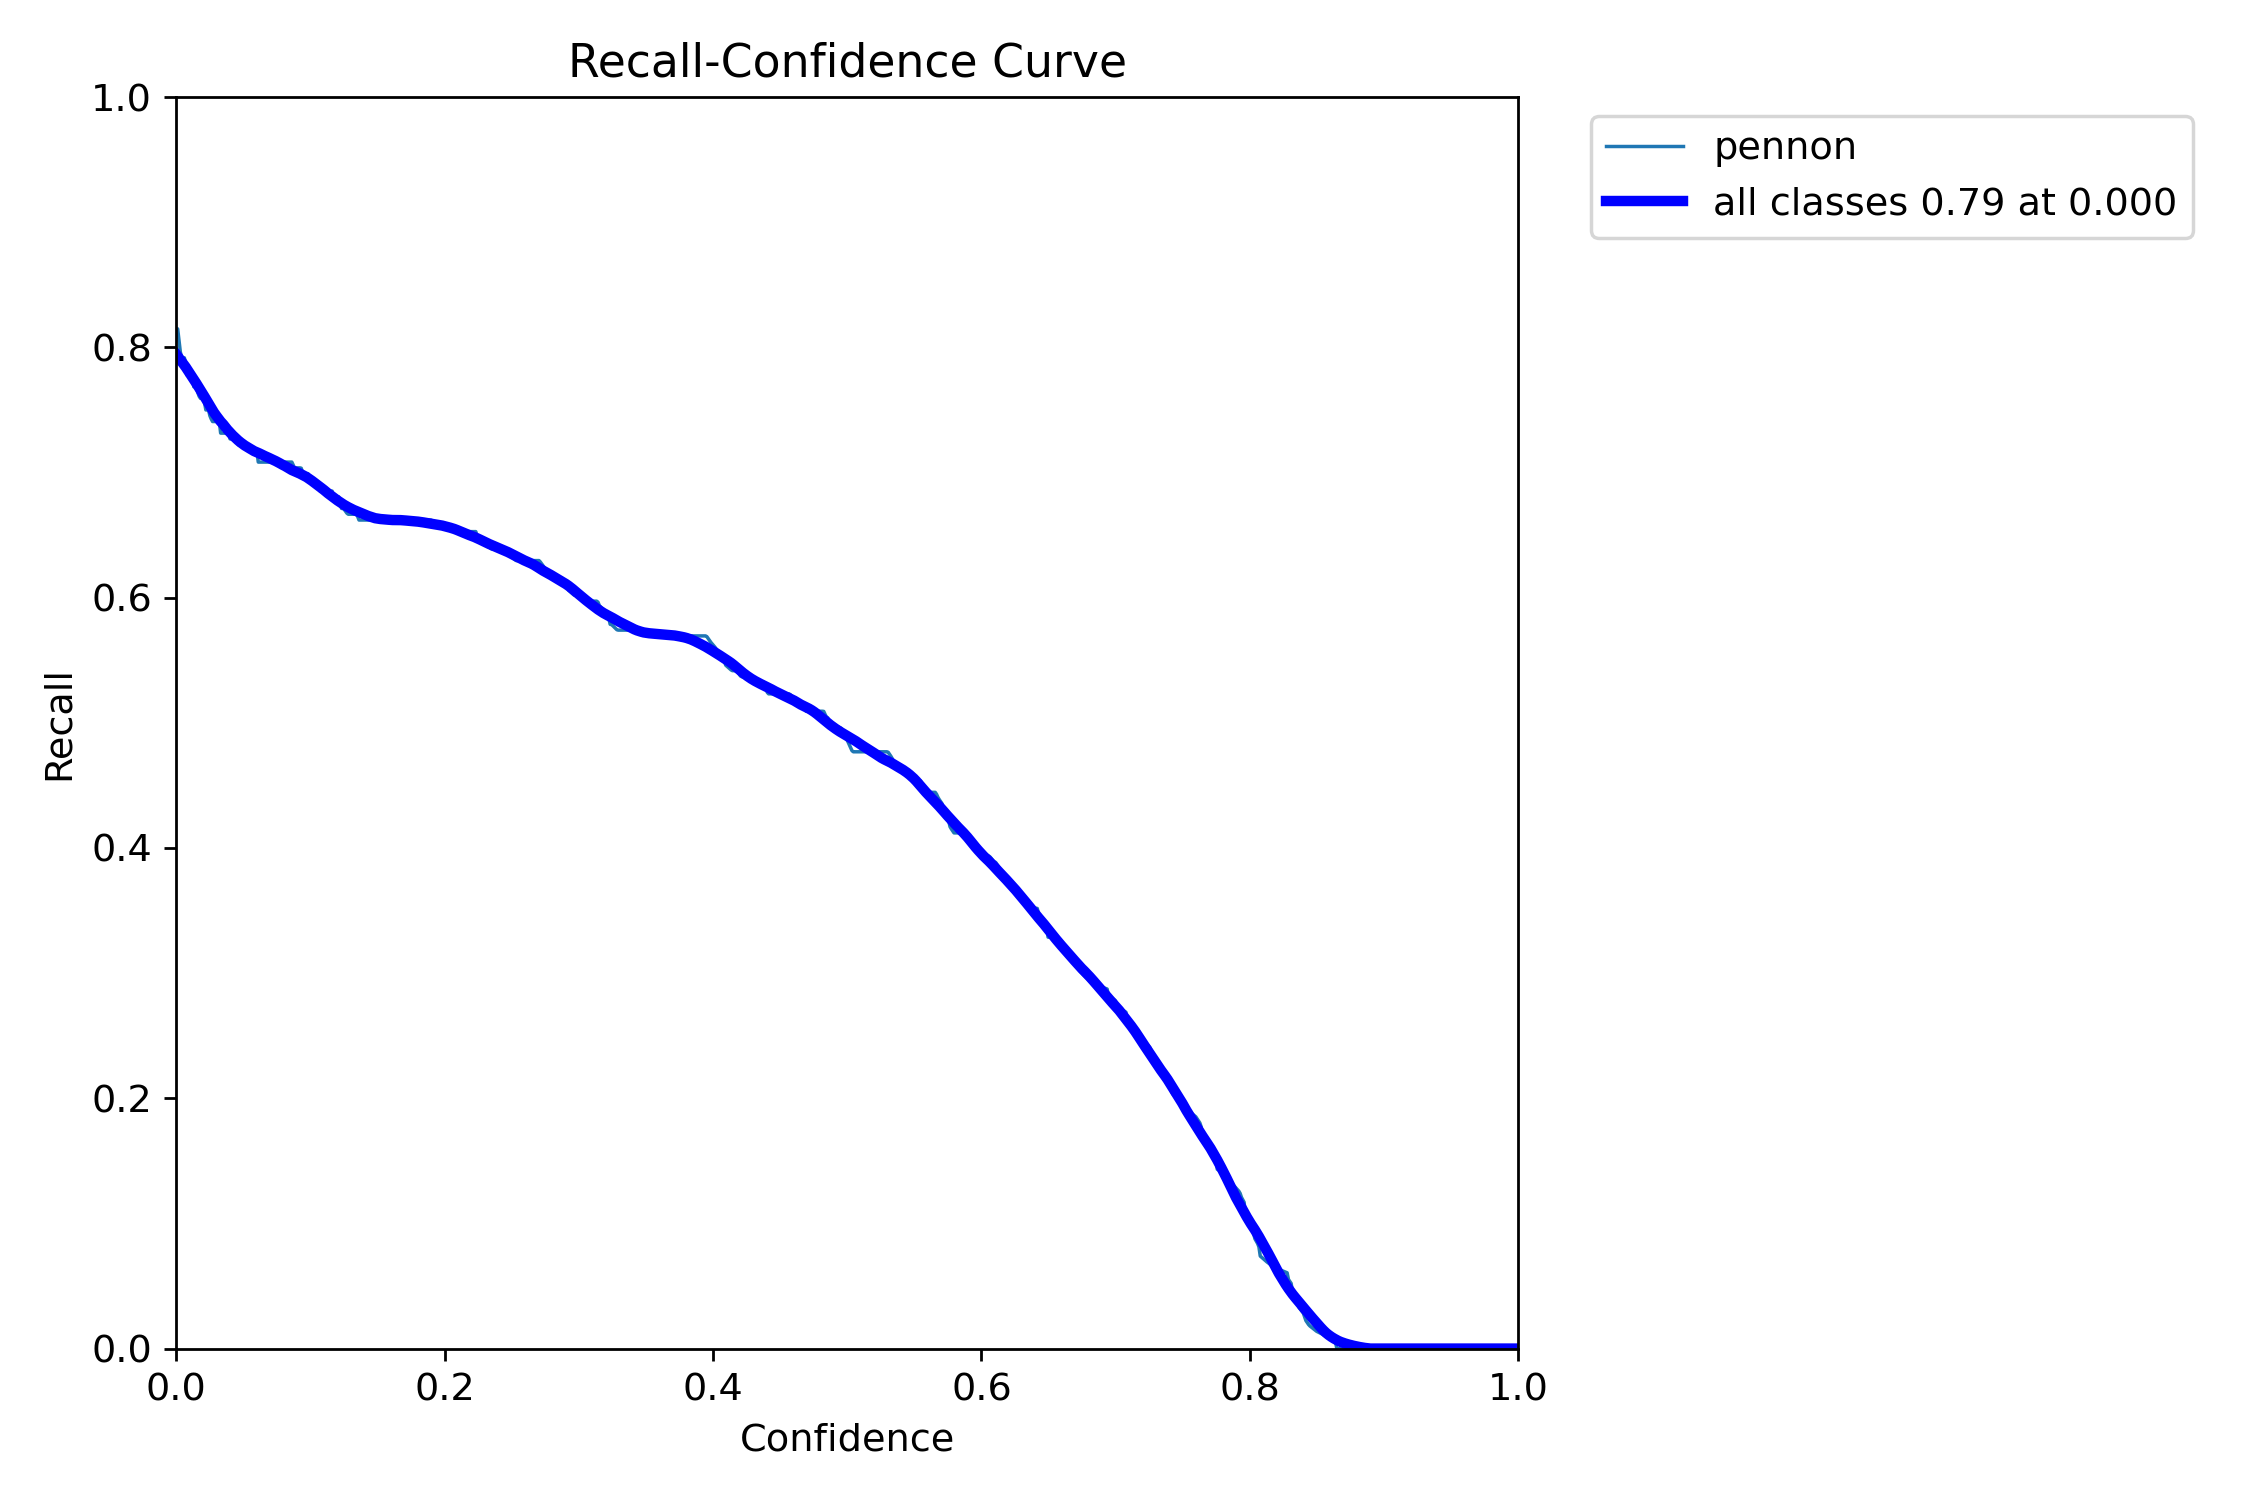 Recall-Confidence Curve
1.0
0.8
0.6
0.4
0.2
0.0
Recall
0.0 0.2 0.4 0.6 0.8 1.0
Confidence
pennon
all classes 0.79 at 0.000